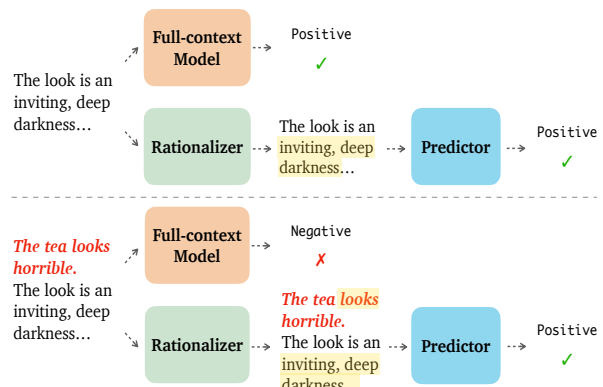 Full-context
Model
Positive
✓
The look is an
inviting, deep
darkness…
Rationalizer
The look is an
inviting, deep
darkness…
Predictor
Positive
✓
The tea looks
horrible.
The look is an
inviting, deep
darkness…
Full-context
Model
Negative
✗
Rationalizer
The tea looks
horrible.
The look is an
inviting, deep
darkness…
Predictor
Positive
✓